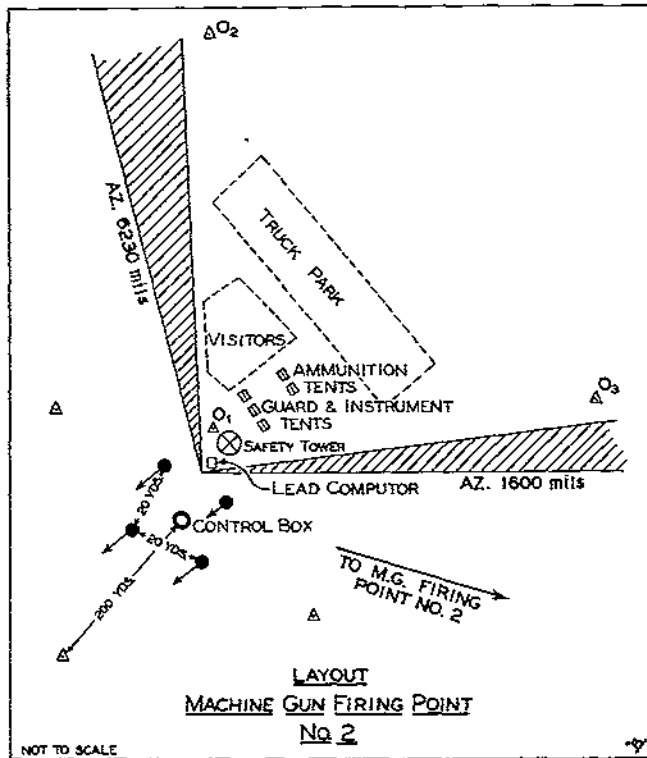 O2
AZ. 6230 mils
TRUCK PARK
VISITORS
AMMUNITION
TENTS
O3
GUARD & INSTRUMENT
TENTS
O1
SAFETY TOWER
LEAD COMPUTOR
AZ. 1600 mils
20 YDS.
CONTROL BOX
20 YDS.
200 YDS.
TO M.G. FIRING
POINT NO. 2
LAYOUT
MACHINE GUN FIRING POINT
NO 2
NOT TO SCALE